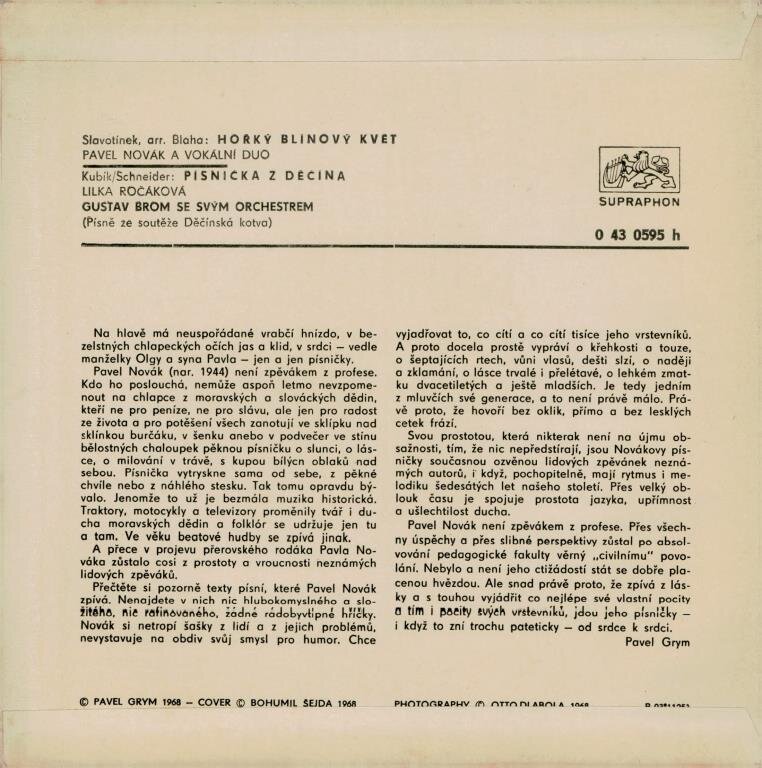 Slavotínek, arr. Blaha: HOŘKÝ BLÍNOVÝ KVĚT
PAVEL NOVÁK A VOKÁLNÍ DUO
Kubík/Schneider: PÍSNIČKA Z DĚČÍNA
LILKA ROČÁKOVÁ
GUSTAV BROM SE SVÝM ORCHESTREM
(Písně ze soutěže Děčínská kotva)
SUPRAPHON
0 43 0595 h
Na hlavě má neuspořádané vrabčí hnízdo, v be-
zelstných chlapeckých očích jas a klid, v srdci – vedle
manželky Olgy a syna Pavla – jen a jen písničky.
Pavel Novák (nar. 1944) není zpěvákem z profese.
Kdo ho poslouchá, nemůže aspoň letmo nevzpome-
nout na chlapce z moravských a slováckých dědin,
kteří ne pro peníze, ne pro slávu, ale jen pro radost
ze života a pro potěšení všech zanotují ve sklípku nad
sklínkou burčáku, v šenku anebo v podvečer ve stínu
bělostných chaloupek pěknou písničku o slunci, o lás-
ce, o milování v trávě, s kupou bílých oblaků nad
sebou. Písnička vytryskne sama od sebe, z pěkné
chvíle nebo z náhlého stesku. Tak tomu opravdu bý-
valo. Jenomže to už je bezmála muzika historická.
Traktory, motocykly a televizory proměnily tvář i du-
cha moravských dědin a folklór se udržuje jen tu
a tam. Ve věku beatové hudby se zpívá jinak.
A přece v projevu přerovského rodáka Pavla No-
váka zůstalo cosi z prostoty a vroucnosti neznámých
lidových zpěváků.
Přečtěte si pozorně texty písní, které Pavel Novák
zpívá. Nenajdete v nich nic hlubokomyslného a slo-
žitého, nic rafinovaného, žádné rádobyvtipné hříčky.
Novák si netropí šašky z lidí a z jejich problémů,
nevystavuje na obdiv svůj smysl pro humor. Chce
vyjadřovat to, co cítí a co cítí tisíce jeho vrstevníků.
A proto docela prostě vypráví o křehkosti a touze,
o šeptajících rtech, vůni vlasů, dešti slzí, o naději
a zklamání, o lásce trvalé i přelétavé, o lehkém zmat-
ku dvacetiletých a ještě mladších. Je tedy jedním
z mluvčích své generace, a to není právě málo. Prá-
vě proto, že hovoří bez oklik, přímo a bez lesklých
cetek frází.
Svou prostotou, která nikterak není na újmu ob-
sažnosti, tím, že nic nepředstírají, jsou Novákovy pís-
ničky současnou ozvěnou lidových zpěvánek nezná-
mých autorů, i když, pochopitelně, mají rytmus i me-
lodiku šedesátých let našeho století. Přes velký ob-
louk času je spojuje prostota jazyka, upřímnost
a ušlechtilost ducha.
Pavel Novák není zpěvákem z profese. Přes všech-
ny úspěchy a přes slibné perspektivy zůstal po absol-
vování pedagogické fakulty věrný „civilnímu" povo-
lání. Nebylo a není jeho ctižádostí stát se dobře pla-
cenou hvězdou. Ale snad právě proto, že zpívá z lás-
ky a s touhou vyjádřit co nejlépe své vlastní pocity
a tím i pocity svých vrstevníků, jdou jeho písničky –
i když to zní trochu pateticky – od srdce k srdci.
Pavel Grym
© PAVEL GRYM 1968 – COVER © BOHUMIL ŠEJDA 1968
PHOTOGRAPHY © OTTO DLABOLA 1968